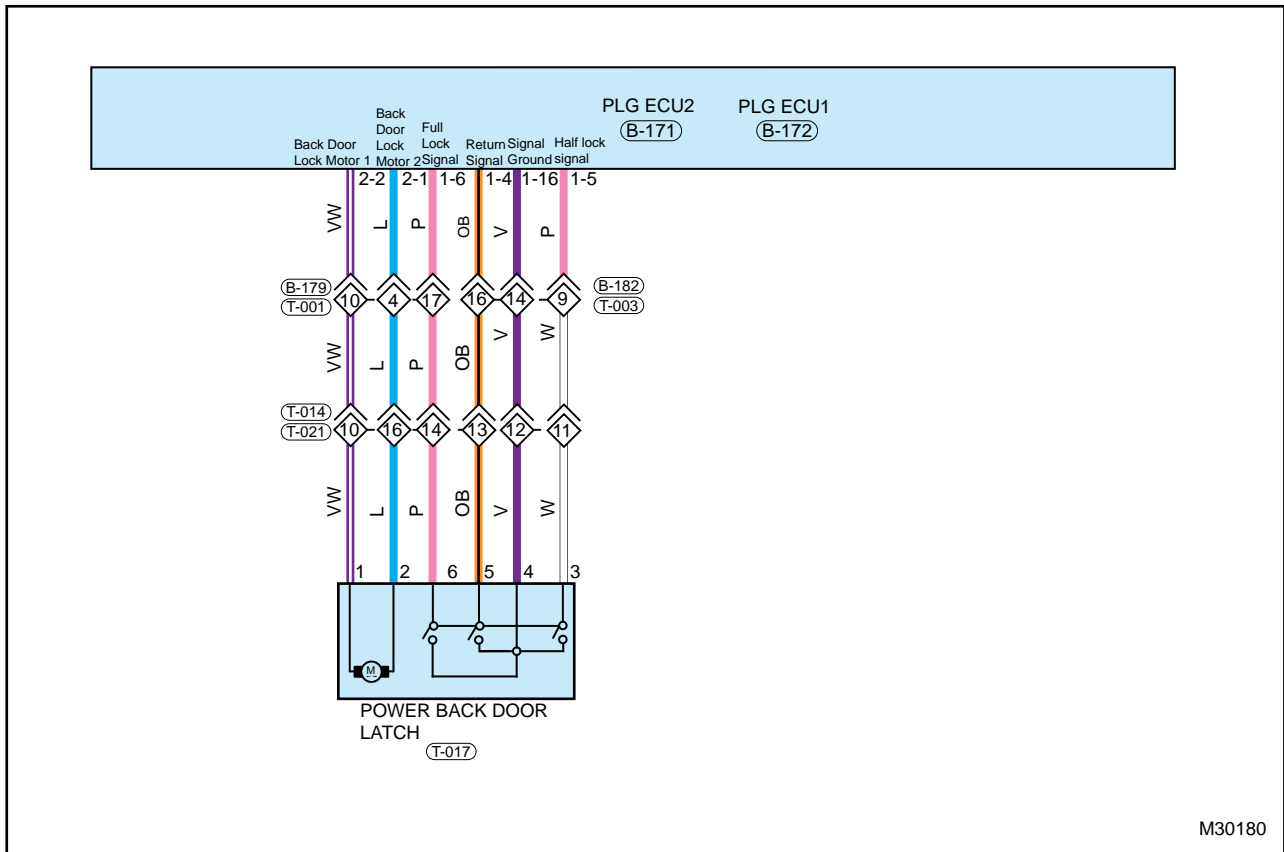 PLG ECU2 PLG ECU1
B-171 B-172
Back Door
Lock Motor 1
Back
Door
Lock
Motor 2
Full
Lock
Signal
Return
Signal
Signal
Ground
Half lock
signal
2-2 2-1 1-6 1-4 1-16 1-5
VW L P OB V P
B-179
T-001
10 4 17 16 14 9
B-182
T-003
VW L P OB V W
T-014
T-021
10 16 14 13 12 11
VW L P OB V W
1 2 6 5 4 3
M
POWER BACK DOOR
LATCH
T-017
M30180